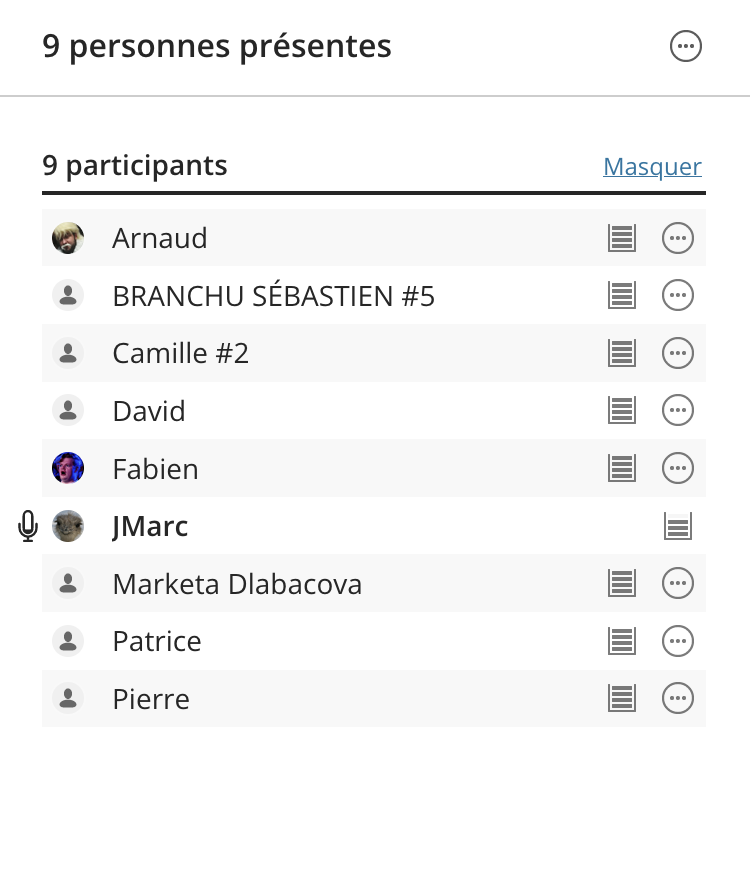 9 personnes présentes
9 participants
Masquer
Arnaud
BRANCHU SÉBASTIEN #5
Camille #2
David
Fabien
JMarc
Marketa Dlabacova
Patrice
Pierre